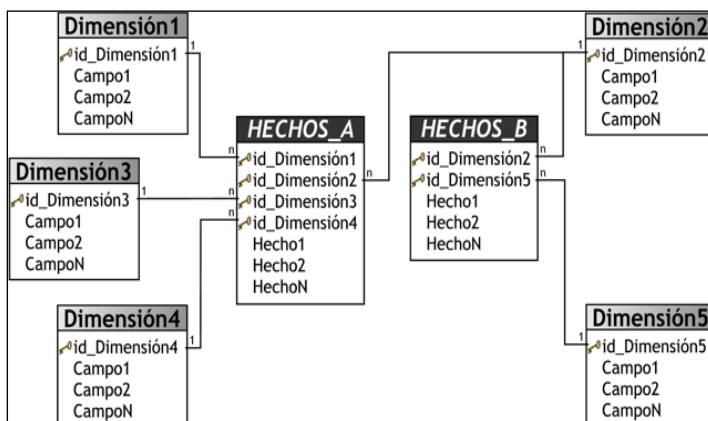 Dimensión1
id_Dimensión1
Campo1
Campo2
CampoN
1
Dimensión3
id_Dimensión3
Campo1
Campo2
CampoN
1
Dimensión4
id_Dimensión4
Campo1
Campo2
CampoN
1
HECHOS_A
id_Dimensión1
id_Dimensión2
id_Dimensión3
id_Dimensión4
Hecho1
Hecho2
HechoN
n
n
n
n
HECHOS_B
id_Dimensión2
id_Dimensión5
Hecho1
Hecho2
HechoN
n
n
Dimensión2
id_Dimensión2
Campo1
Campo2
CampoN
1
Dimensión5
id_Dimensión5
Campo1
Campo2
CampoN
1